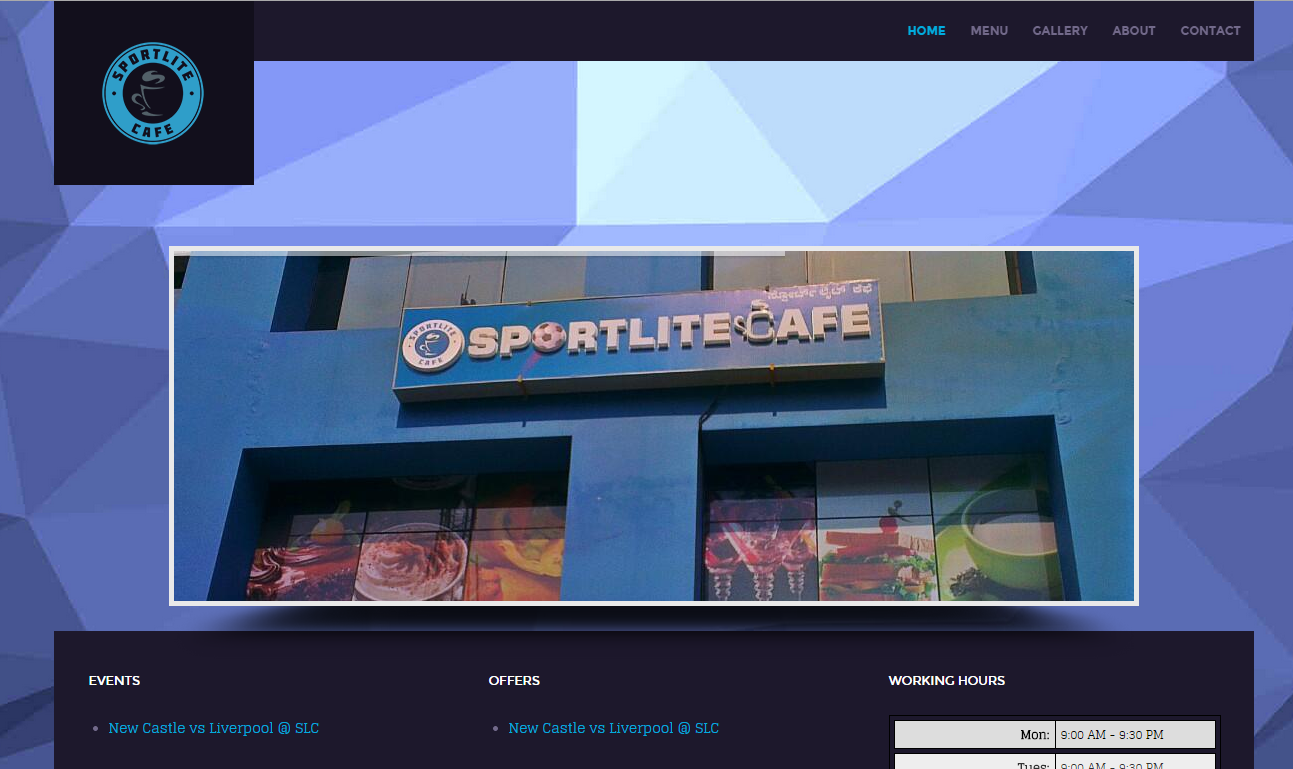 SPORTLITE
CAFE
HOME MENU GALLERY ABOUT CONTACT
ಸ್ಪೋರ್ಟ್ ಲೈಟ್ ಕೆಫೆ
SPORTLITE
CAFE
SPORTLITE CAFE
EVENTS
New Castle vs Liverpool @ SLC
OFFERS
New Castle vs Liverpool @ SLC
WORKING HOURS
Mon: 9:00 AM - 9:30 PM
Tues: 9:00 AM - 9:30 PM